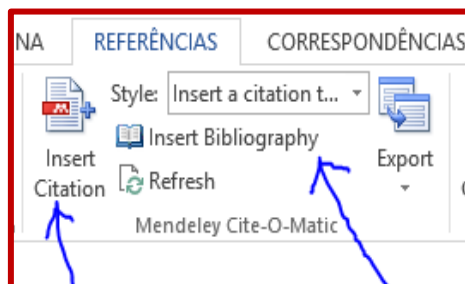 NA REFERÊNCIAS CORRESPONDÊNCIAS
Style: Insert a citation t...
Insert Bibliography
Insert Citation
Refresh
Export
Mendeley Cite-O-Matic